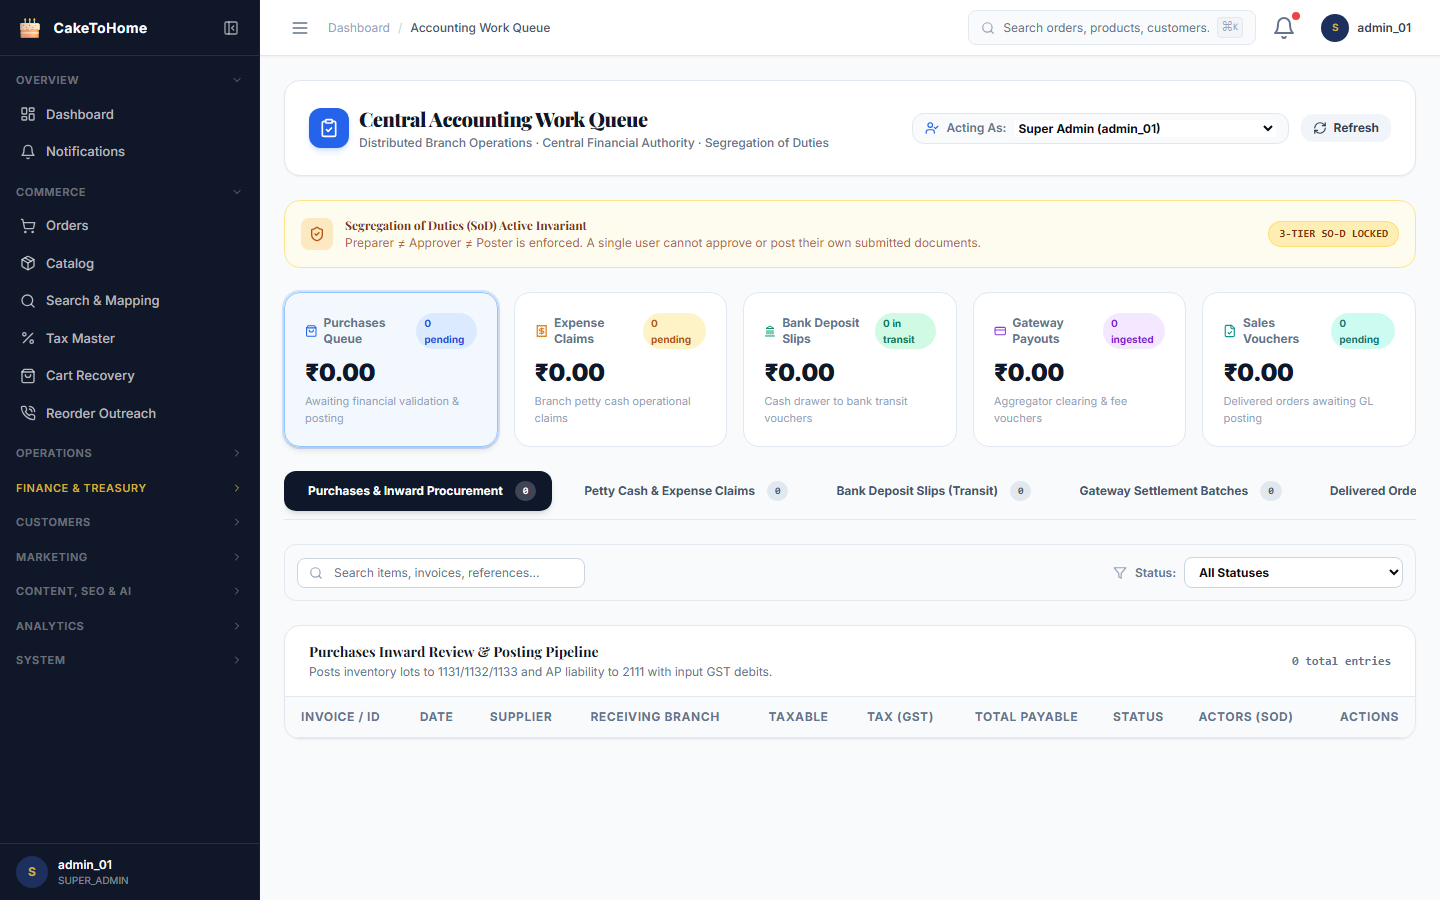 CakeToHome
Dashboard / Accounting Work Queue
Search orders, products, customers. ⌘K
S
admin_01
OVERVIEW
Dashboard
Notifications
COMMERCE
Orders
Catalog
Search & Mapping
Tax Master
Cart Recovery
Reorder Outreach
OPERATIONS
FINANCE & TREASURY
CUSTOMERS
MARKETING
CONTENT, SEO & AI
ANALYTICS
SYSTEM
S
admin_01
SUPER_ADMIN
Central Accounting Work Queue
Distributed Branch Operations · Central Financial Authority · Segregation of Duties
Acting As: Super Admin (admin_01)
Refresh
Segregation of Duties (SoD) Active Invariant
Preparer ≠ Approver ≠ Poster is enforced. A single user cannot approve or post their own submitted documents.
3-TIER SO-D LOCKED
Purchases
Queue
0
pending
₹0.00
Awaiting financial validation &
posting
Expense
Claims
0
pending
₹0.00
Branch petty cash operational
claims
Bank Deposit
Slips
0 in
transit
₹0.00
Cash drawer to bank transit
vouchers
Gateway
Payouts
0
ingested
₹0.00
Aggregator clearing & fee
vouchers
Sales
Vouchers
0
pending
₹0.00
Delivered orders awaiting GL
posting
Purchases & Inward Procurement 0
Petty Cash & Expense Claims 0
Bank Deposit Slips (Transit) 0
Gateway Settlement Batches 0
Delivered Orde
Search items, invoices, references...
Status: All Statuses
Purchases Inward Review & Posting Pipeline
Posts inventory lots to 1131/1132/1133 and AP liability to 2111 with input GST debits.
0 total entries
INVOICE / ID DATE SUPPLIER RECEIVING BRANCH TAXABLE TAX (GST) TOTAL PAYABLE STATUS ACTORS (SOD) ACTIONS